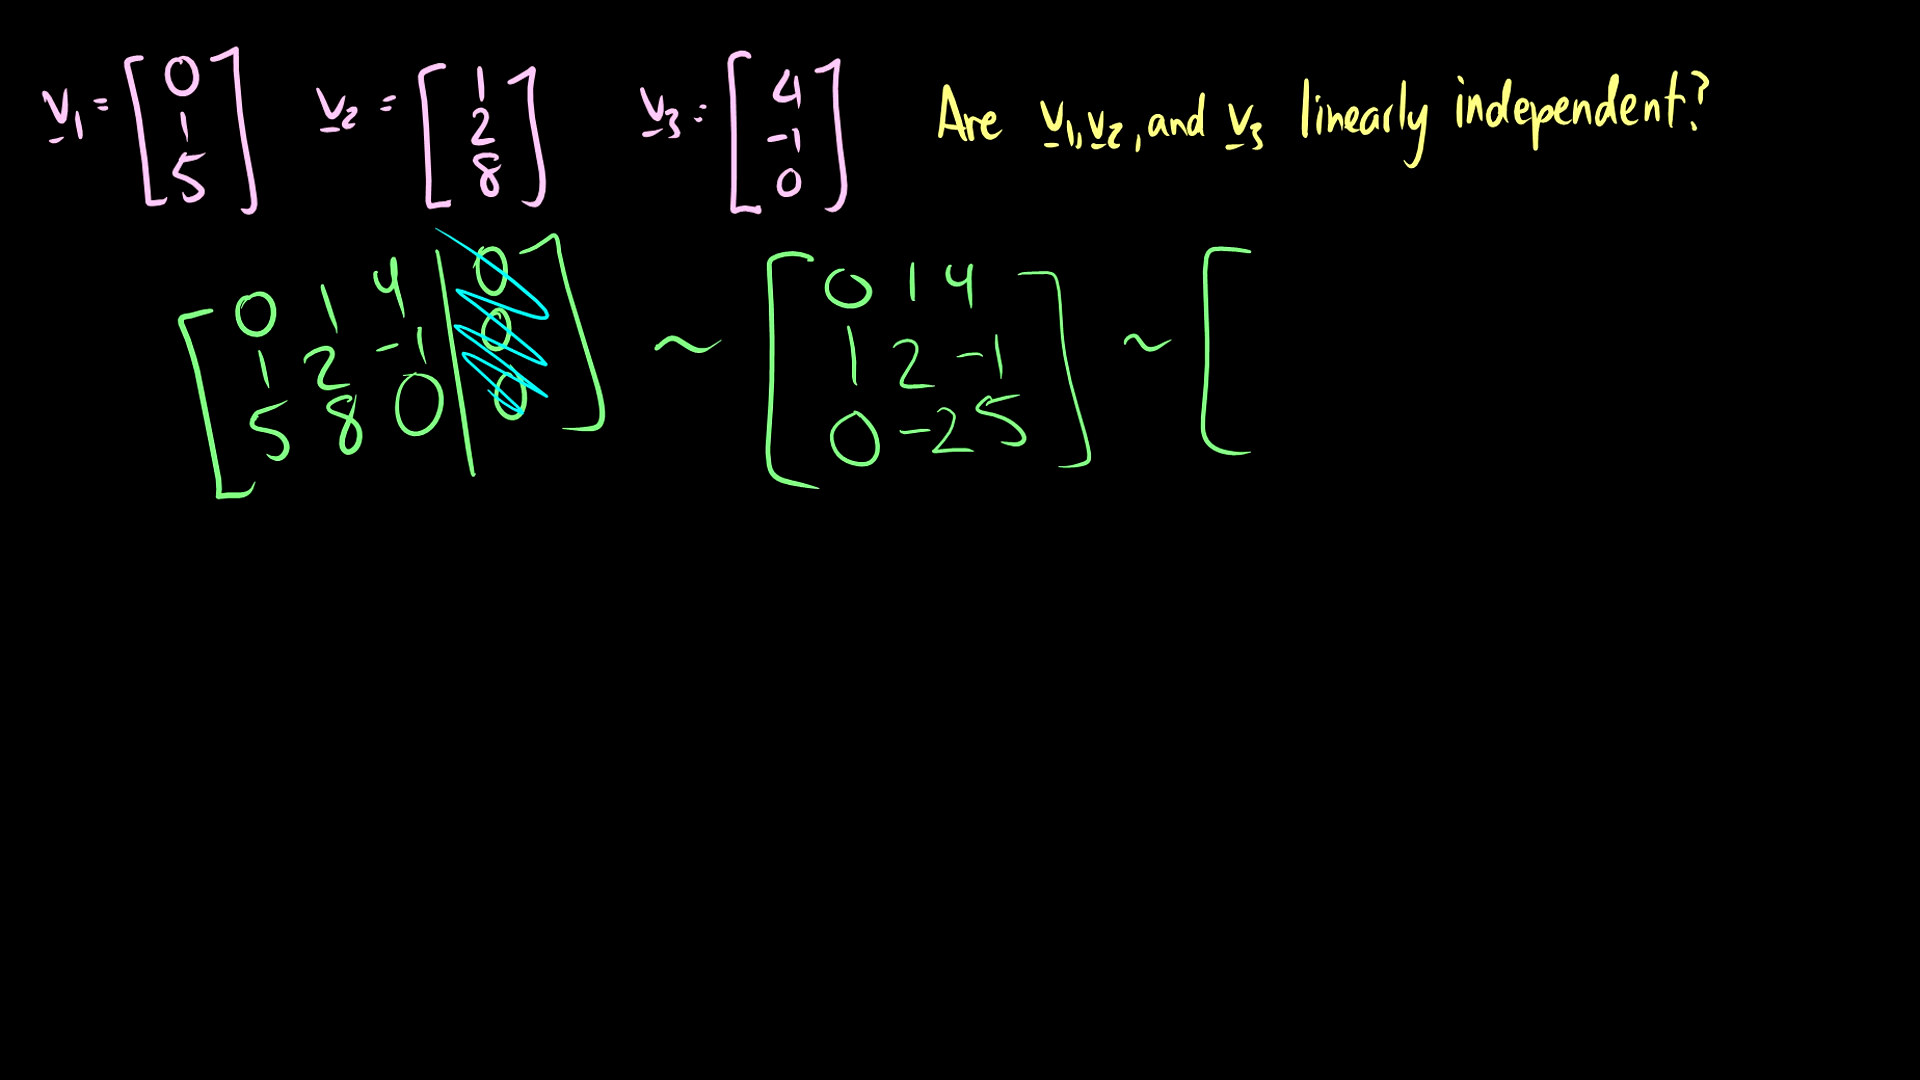 v₁ = [0 1 5] v₂ = [1 2 8] v₃ = [4 -1 0] Are v₁, v₂, and v₃ linearly independent?
[0 1 4 | 0
1 2 -1 | 0
5 8 0 | 0] ~ [0 1 4
1 2 -1
0 -2 5] ~ [